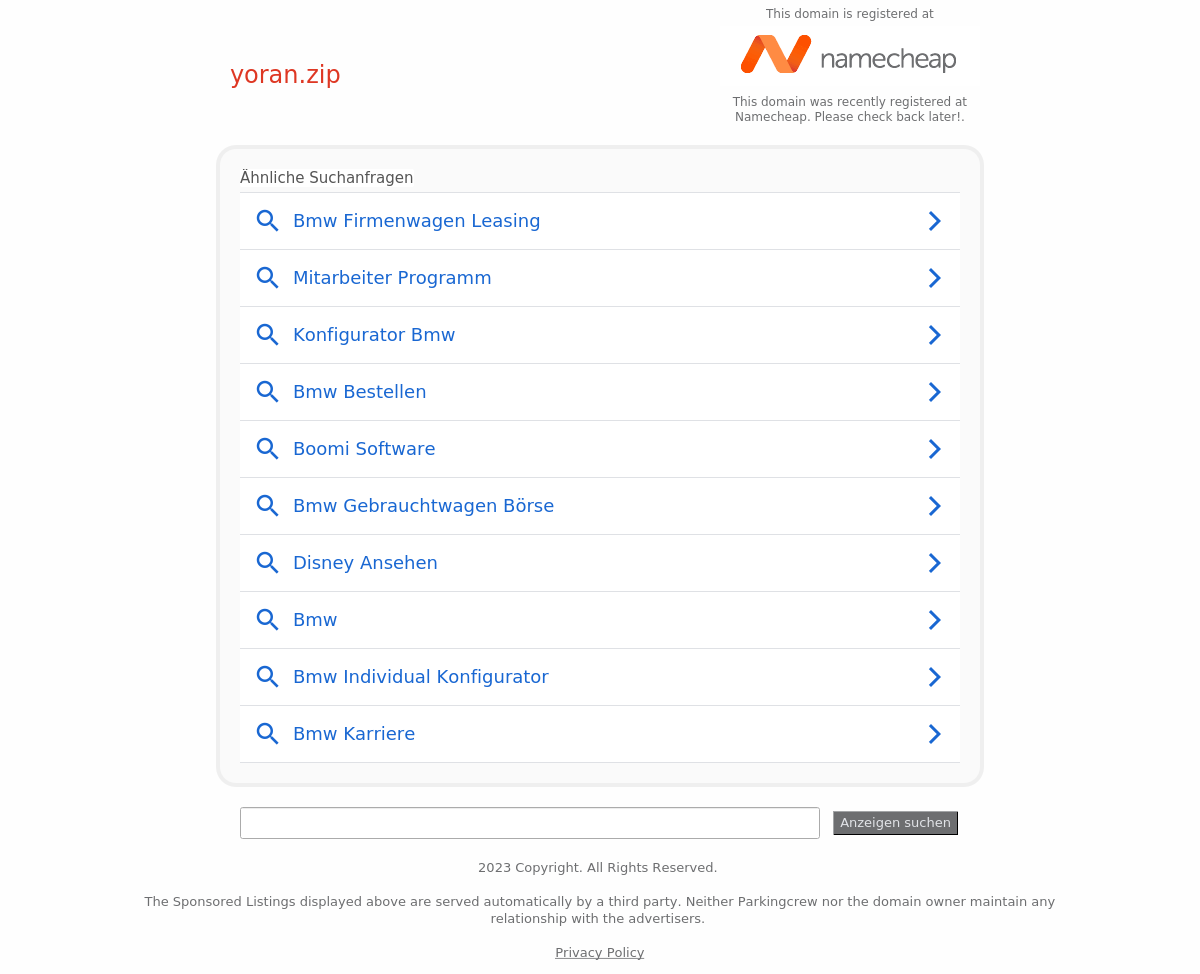 This domain is registered at
namecheap
yoran.zip
This domain was recently registered at
Namecheap. Please check back later!.
Ähnliche Suchanfragen
Bmw Firmenwagen Leasing
Mitarbeiter Programm
Konfigurator Bmw
Bmw Bestellen
Boomi Software
Bmw Gebrauchtwagen Börse
Disney Ansehen
Bmw
Bmw Individual Konfigurator
Bmw Karriere
Anzeigen suchen
2023 Copyright. All Rights Reserved.
The Sponsored Listings displayed above are served automatically by a third party. Neither Parkingcrew nor the domain owner maintain any
relationship with the advertisers.
Privacy Policy